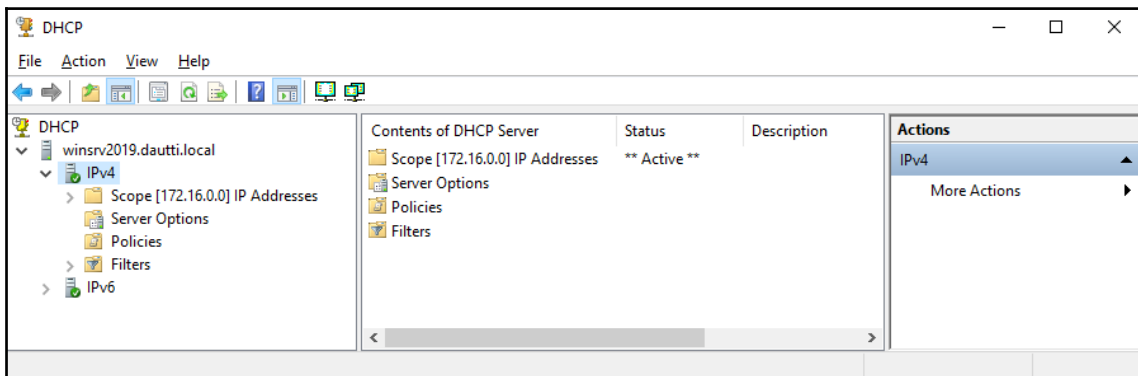 DHCP
File Action View Help
DHCP
winsrv2019.dautti.local
IPv4
Scope [172.16.0.0] IP Addresses
Server Options
Policies
Filters
IPv6
Contents of DHCP Server Status Description
Scope [172.16.0.0] IP Addresses ** Active **
Server Options
Policies
Filters
Actions
IPv4
More Actions